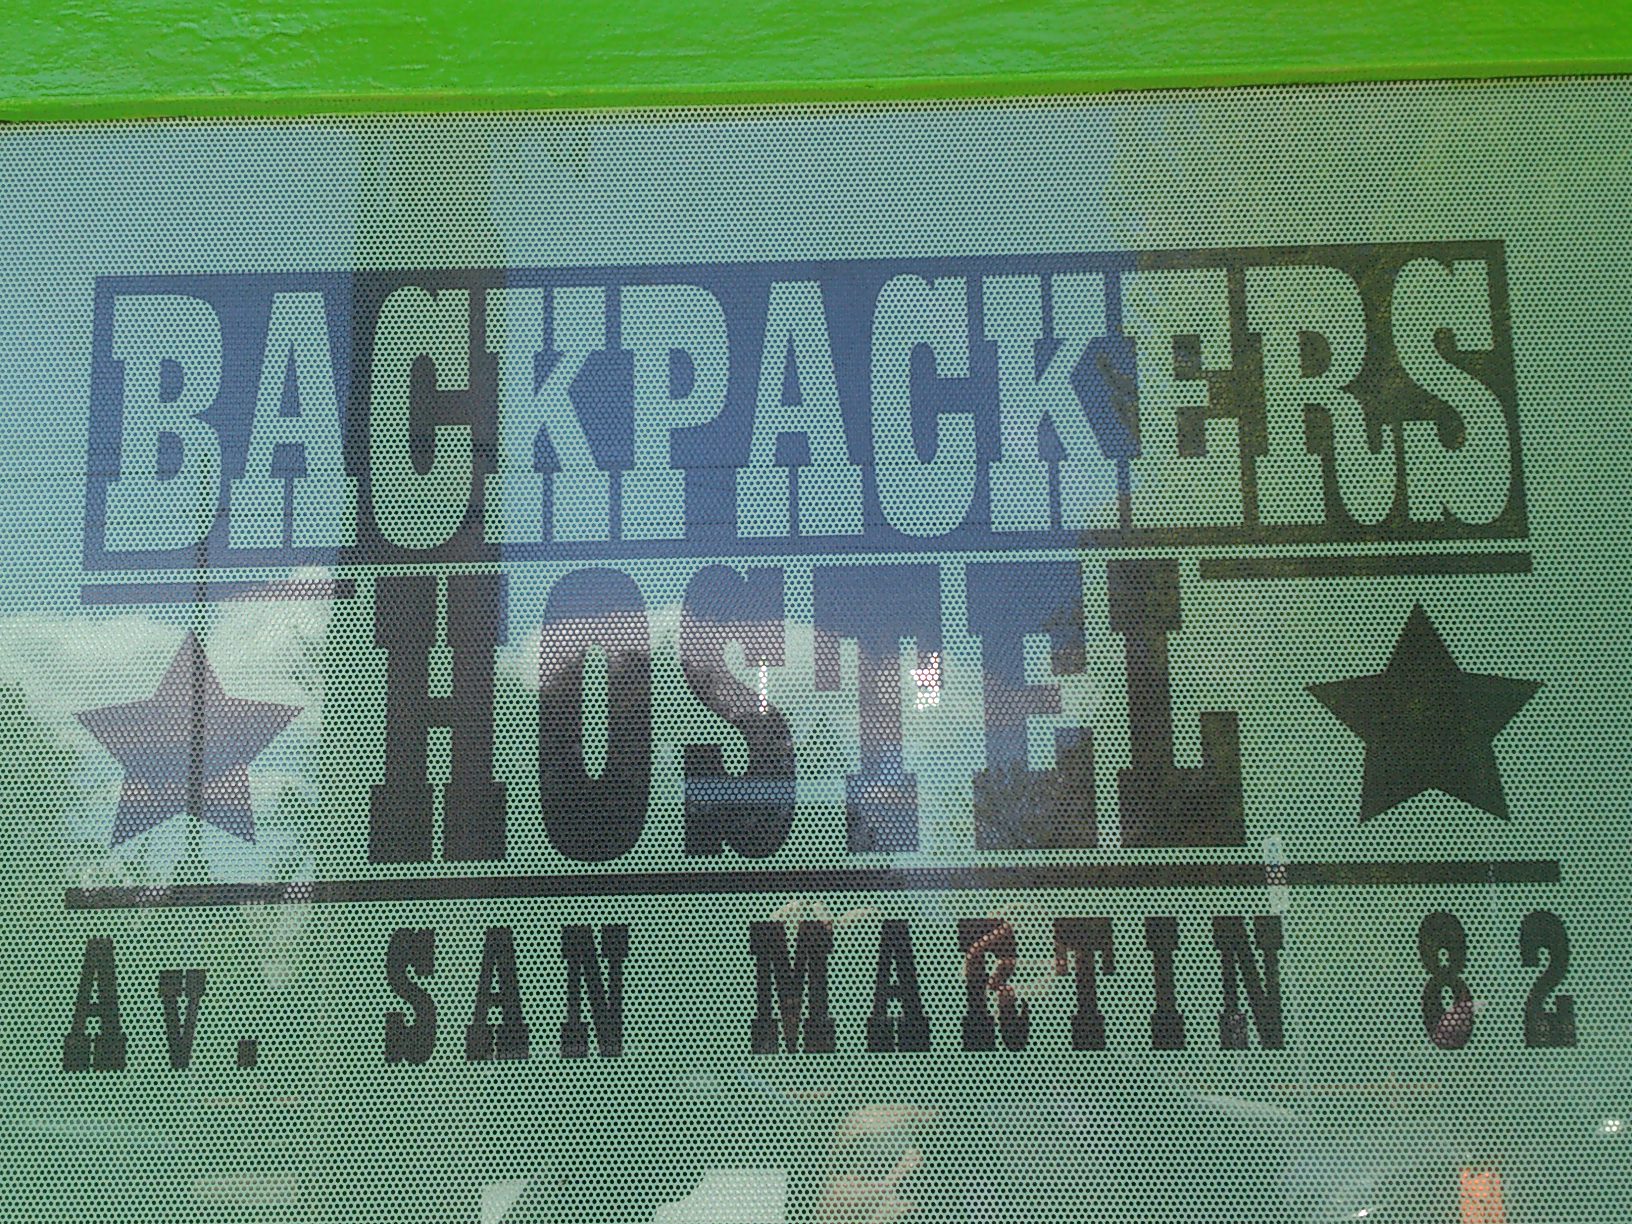 BACKPACKERS
HOSTEL
Av. SAN MARTIN 82